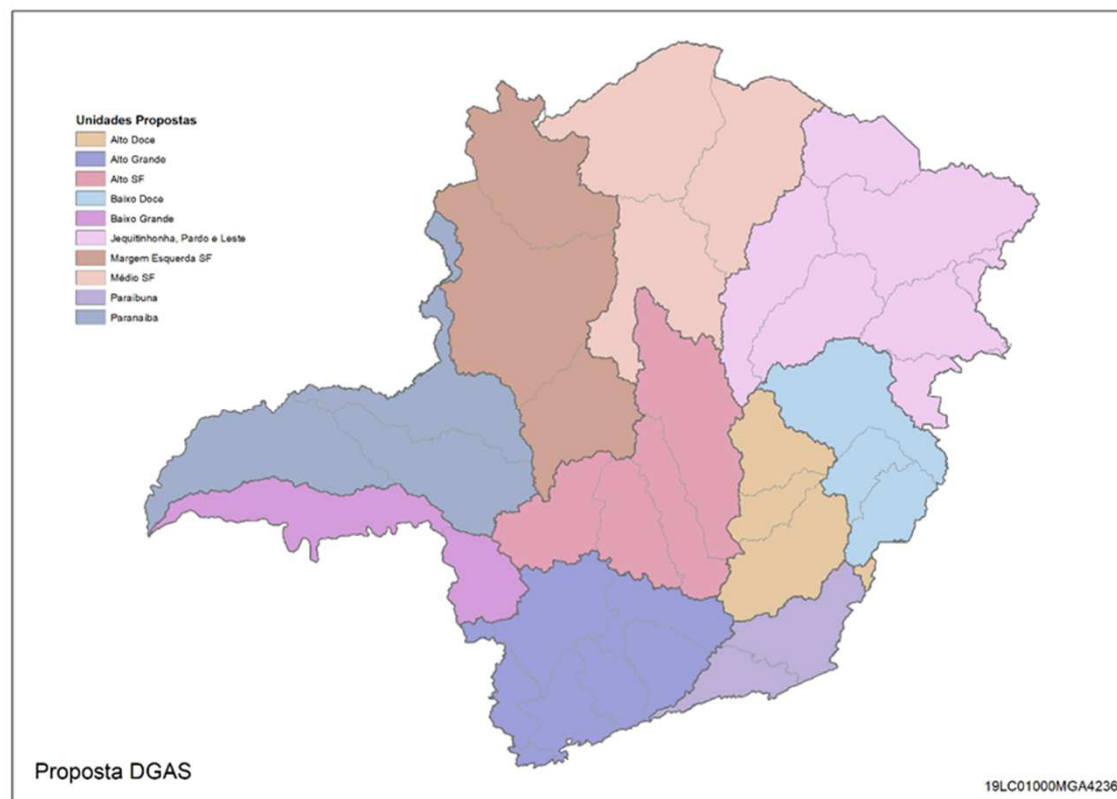 Unidades Propostas
Alto Doce
Alto Grande
Alto SF
Baixo Doce
Baixo Grande
Jequitinhonha, Pardo e Leste
Margem Esquerda SF
Médio SF
Paraibuna
Paranaíba
Proposta DGAS
19LC01000MGA4236